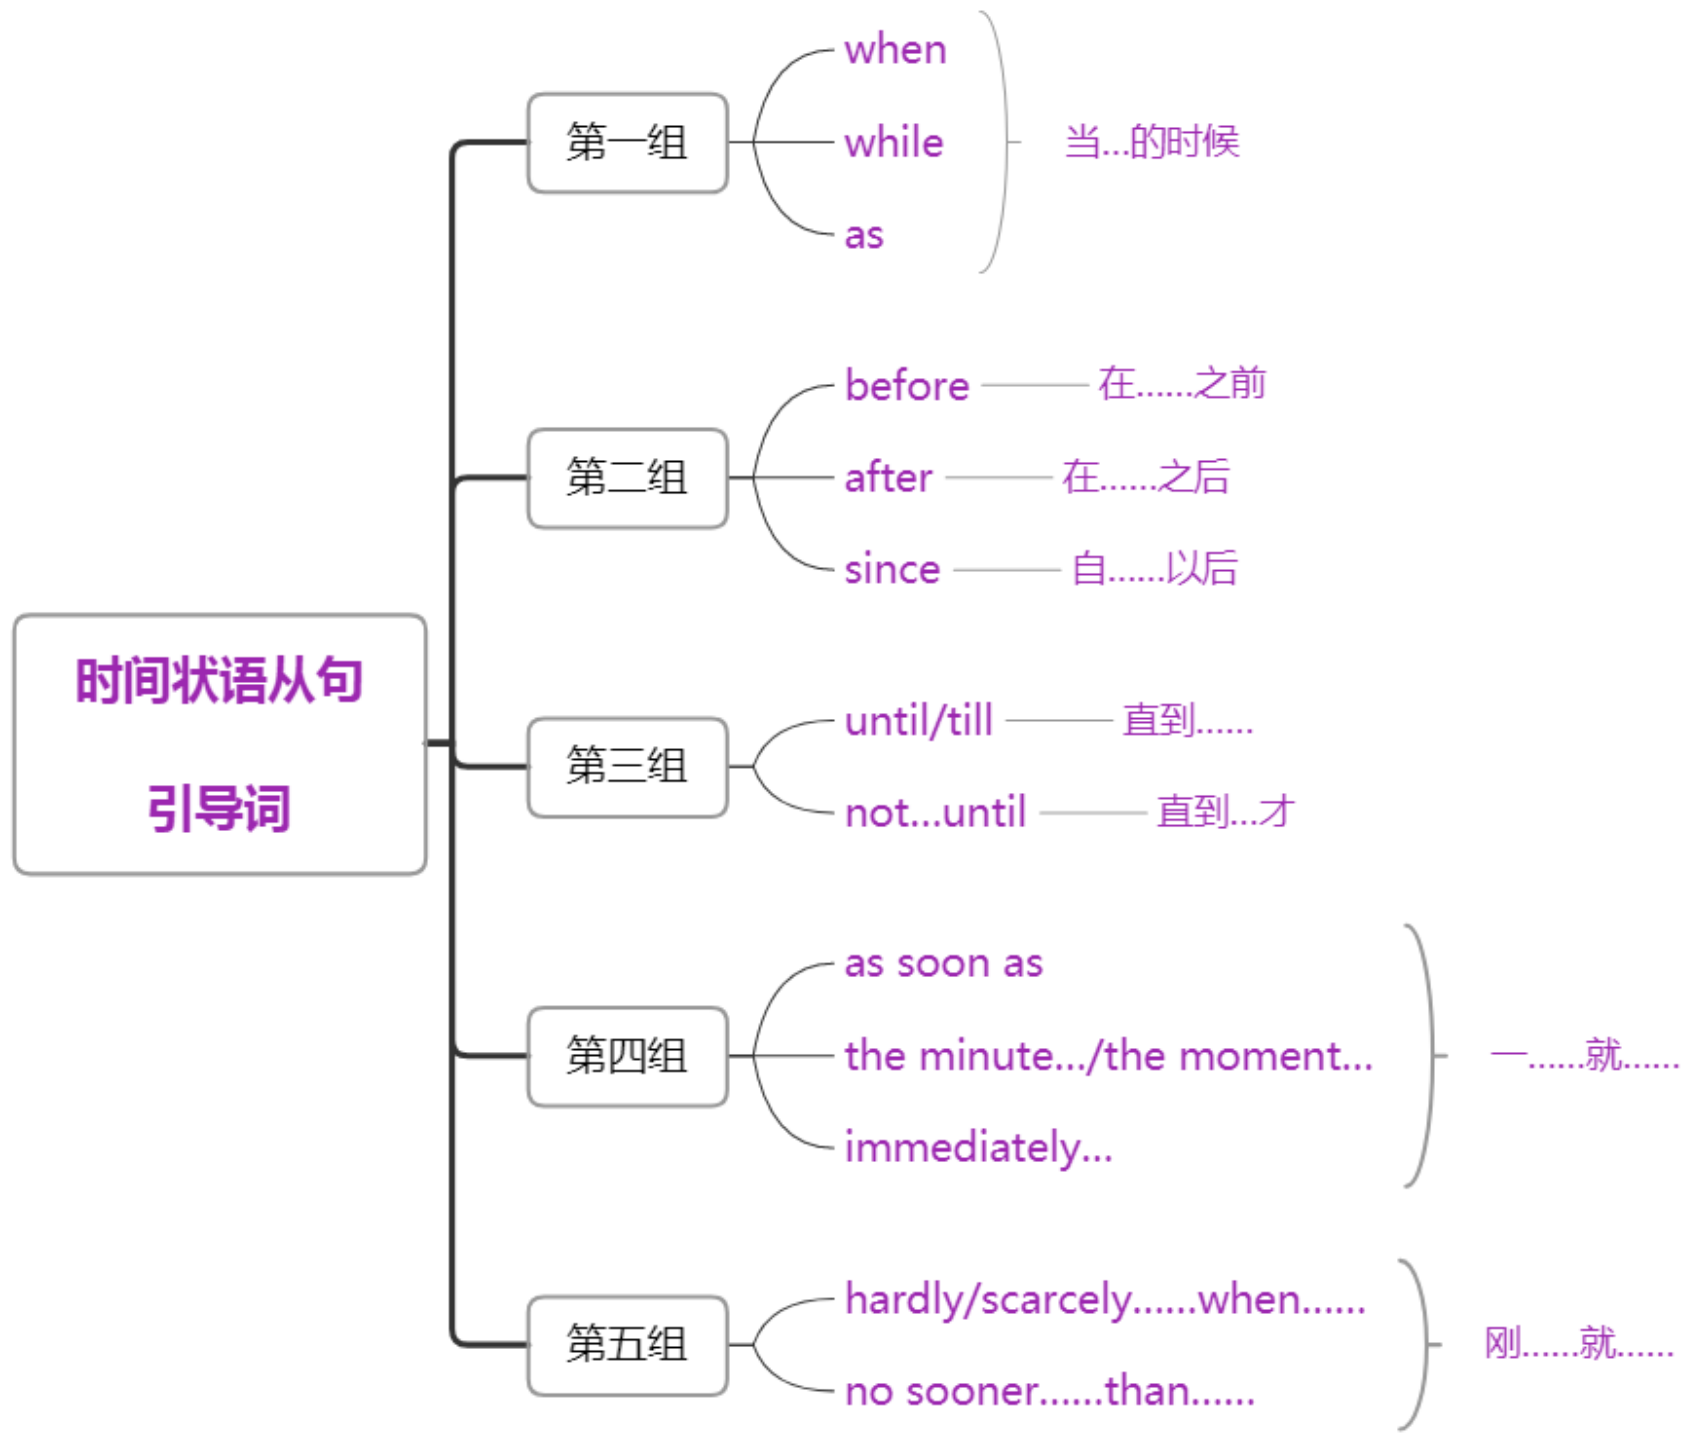 时间状语从句
引导词
第一组
when
while
as
当...的时候
第二组
before
在......之前
after
在......之后
since
自......以后
第三组
until/till
直到......
not...until
直到...才
第四组
as soon as
the minute.../the moment...
immediately...
一......就......
第五组
hardly/scarcely......when......
no sooner......than......
刚......就......